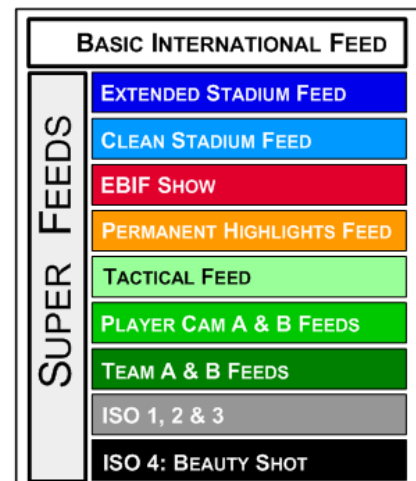 BASIC INTERNATIONAL FEED
SUPER FEEDS
EXTENDED STADIUM FEED
CLEAN STADIUM FEED
EBIF SHOW
PERMANENT HIGHLIGHTS FEED
TACTICAL FEED
PLAYER CAM A & B FEEDS
TEAM A & B FEEDS
ISO 1, 2 & 3
ISO 4: BEAUTY SHOT